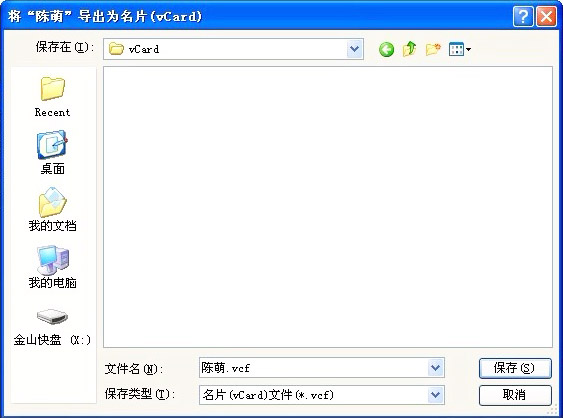 将“陈萌”导出为名片(vCard)
保存在(I):
vCard
Recent
桌面
我的文档
我的电脑
金山快盘 (X:)
文件名(N):
陈萌.vcf
保存(S)
保存类型(T):
名片(vCard)文件(*.vcf)
取消